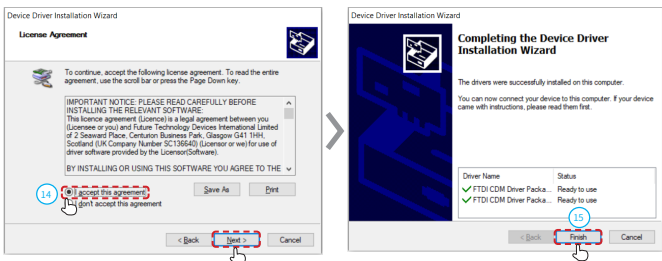 Device Driver Installation Wizard
License Agreement
To continue, accept the following license agreement. To read the entire
agreement, use the scroll bar or press the Page Down key.
IMPORTANT NOTICE: PLEASE READ CAREFULLY BEFORE
INSTALLING THE RELEVANT SOFTWARE:
This licence agreement (Licence) is a legal agreement between you
(Licensee or you) and Future Technology Devices International Limited
of 2 Seaward Place, Centurion Business Park, Glasgow G41 1HH,
Scotland (UK Company Number SC136640) (Licensor or we) for use of
driver software provided by the Licensor(Software).
BY INSTALLING OR USING THIS SOFTWARE YOU AGREE TO THE
14
I accept this agreement
Save As
Print
I don't accept this agreement
< Back
Next >
Cancel
Device Driver Installation Wizard
Completing the Device Driver
Installation Wizard
The drivers were successfully installed on this computer.
You can now connect your device to this computer. If your device
came with instructions, please read them first.
Driver Name Status
FTDI CDM Driver Packa... Ready to use
FTDI CDM Driver Packa... Ready to use
15
< Back
Finish
Cancel